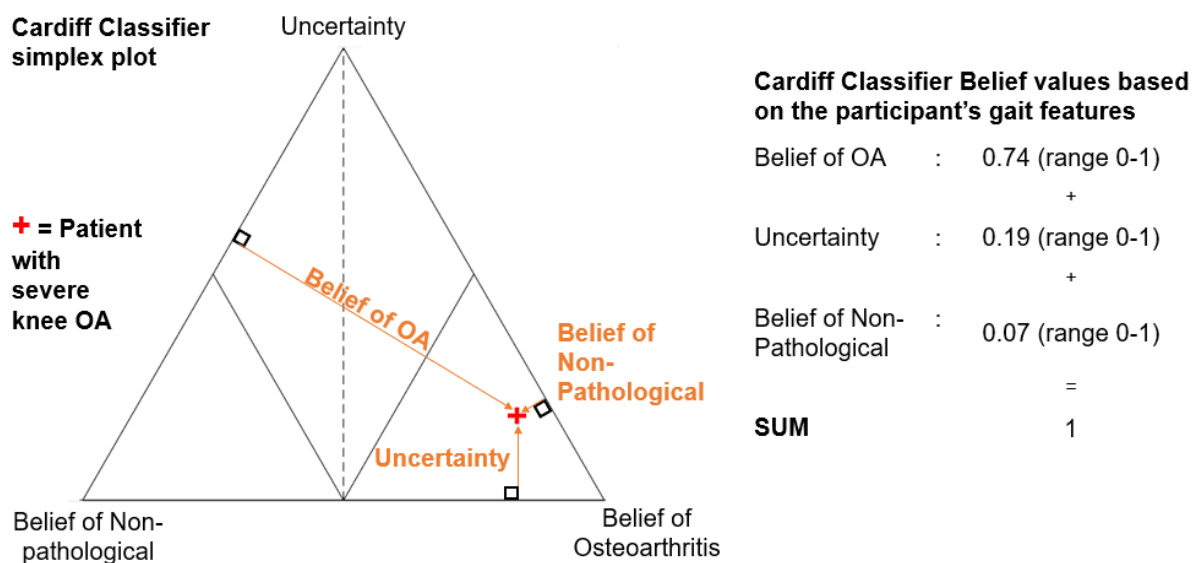 Cardiff Classifier
simplex plot
Uncertainty
+ = Patient
with
severe
knee OA
Belief of OA
Belief of
Non-
Pathological
Uncertainty
Belief of Non-
pathological
Belief of
Osteoarthritis
Cardiff Classifier Belief values based
on the participant's gait features
Belief of OA : 0.74 (range 0-1)
+
Uncertainty : 0.19 (range 0-1)
+
Belief of Non- :
Pathological 0.07 (range 0-1)
=
SUM 1